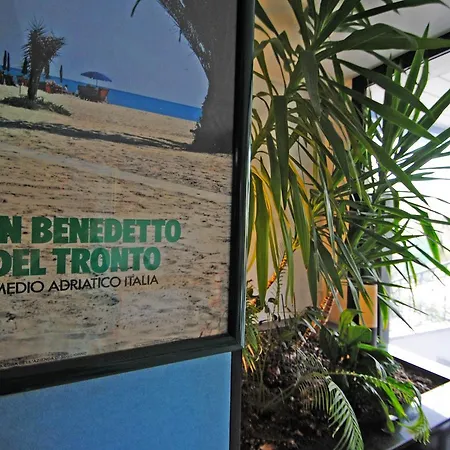 N BENEDETTO
DEL TRONTO
MEDIO ADRIATICO ITALIA